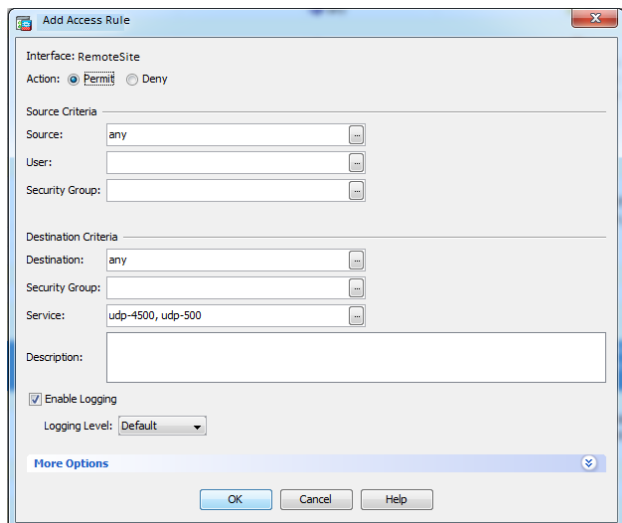 Add Access Rule
Interface: RemoteSite
Action: Permit Deny
Source Criteria
Source: any ...
User: ...
Security Group: ...
Destination Criteria
Destination: any ...
Security Group: ...
Service: udp-4500, udp-500 ...
Description:
Enable Logging
Logging Level: Default
More Options
OK Cancel Help